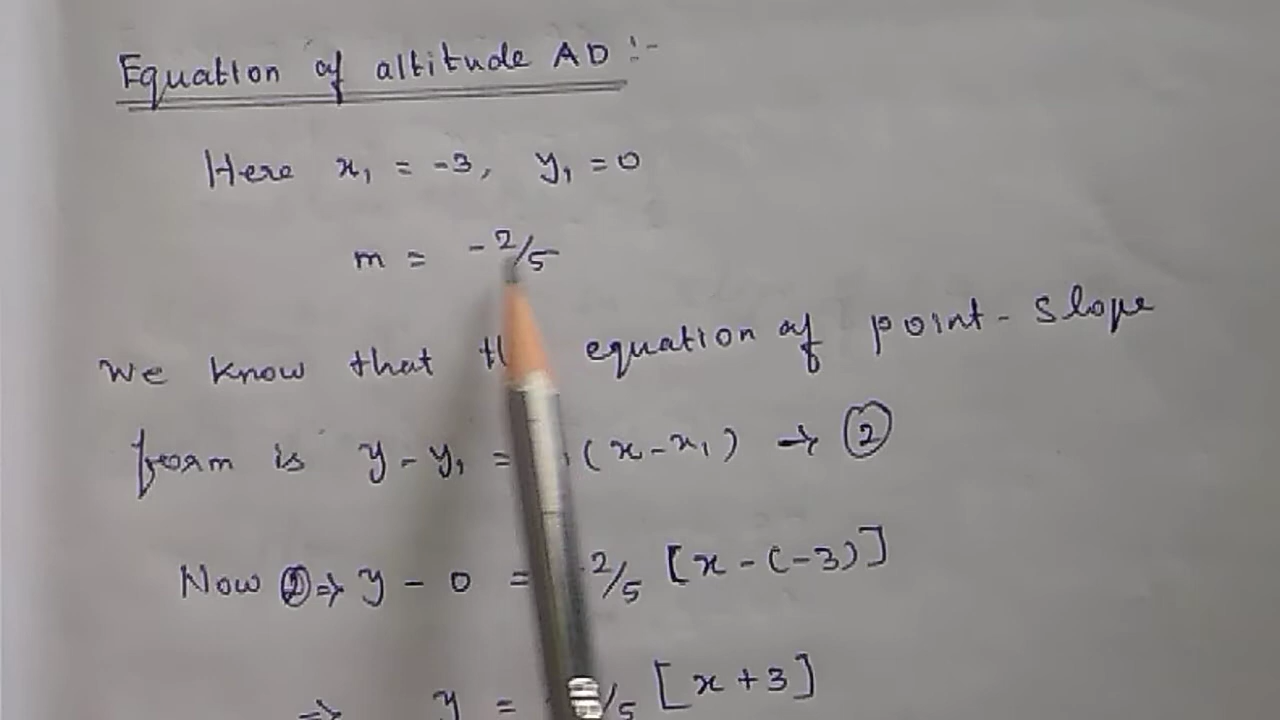 Equation of altitude AD :-
Here x₁ = -3, y₁ = 0
m = -2/5
We know that equation of point-slope
form is y - y₁ = (x - x₁) → ②
Now ② ⇒ y - 0 = 2/5 [x - (-3)]
⇒ y = /5 [x + 3]